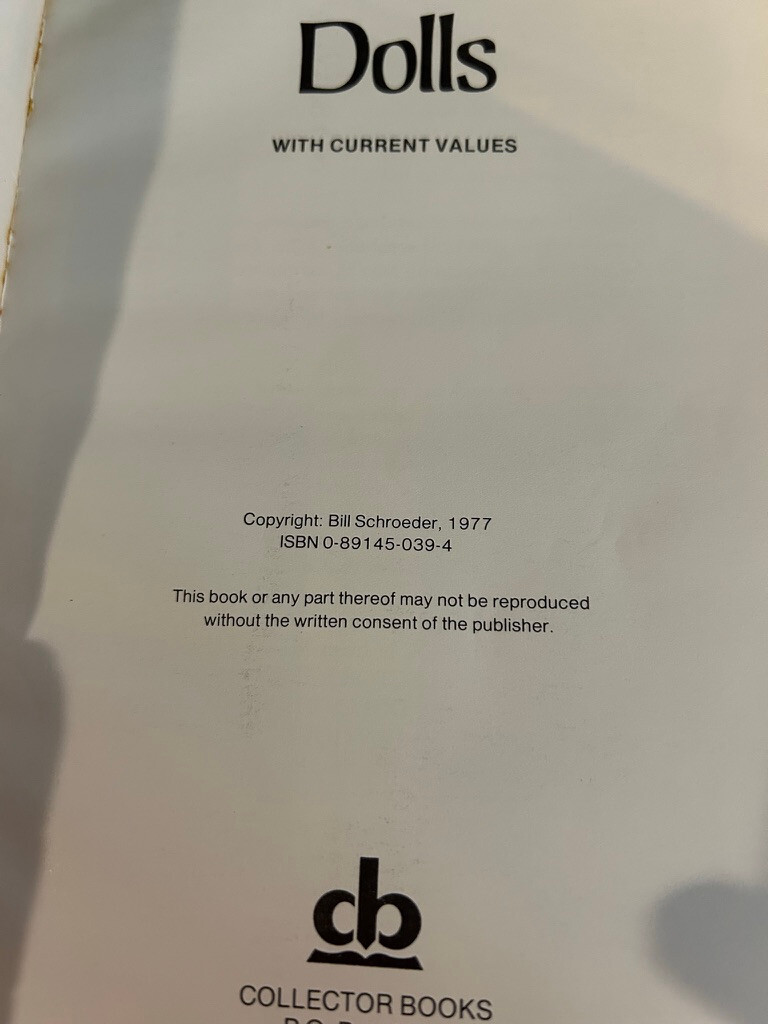 Dolls
WITH CURRENT VALUES
Copyright: Bill Schroeder, 1977
ISBN 0-89145-039-4
This book or any part thereof may not be reproduced
without the written consent of the publisher.
cb
COLLECTOR BOOKS